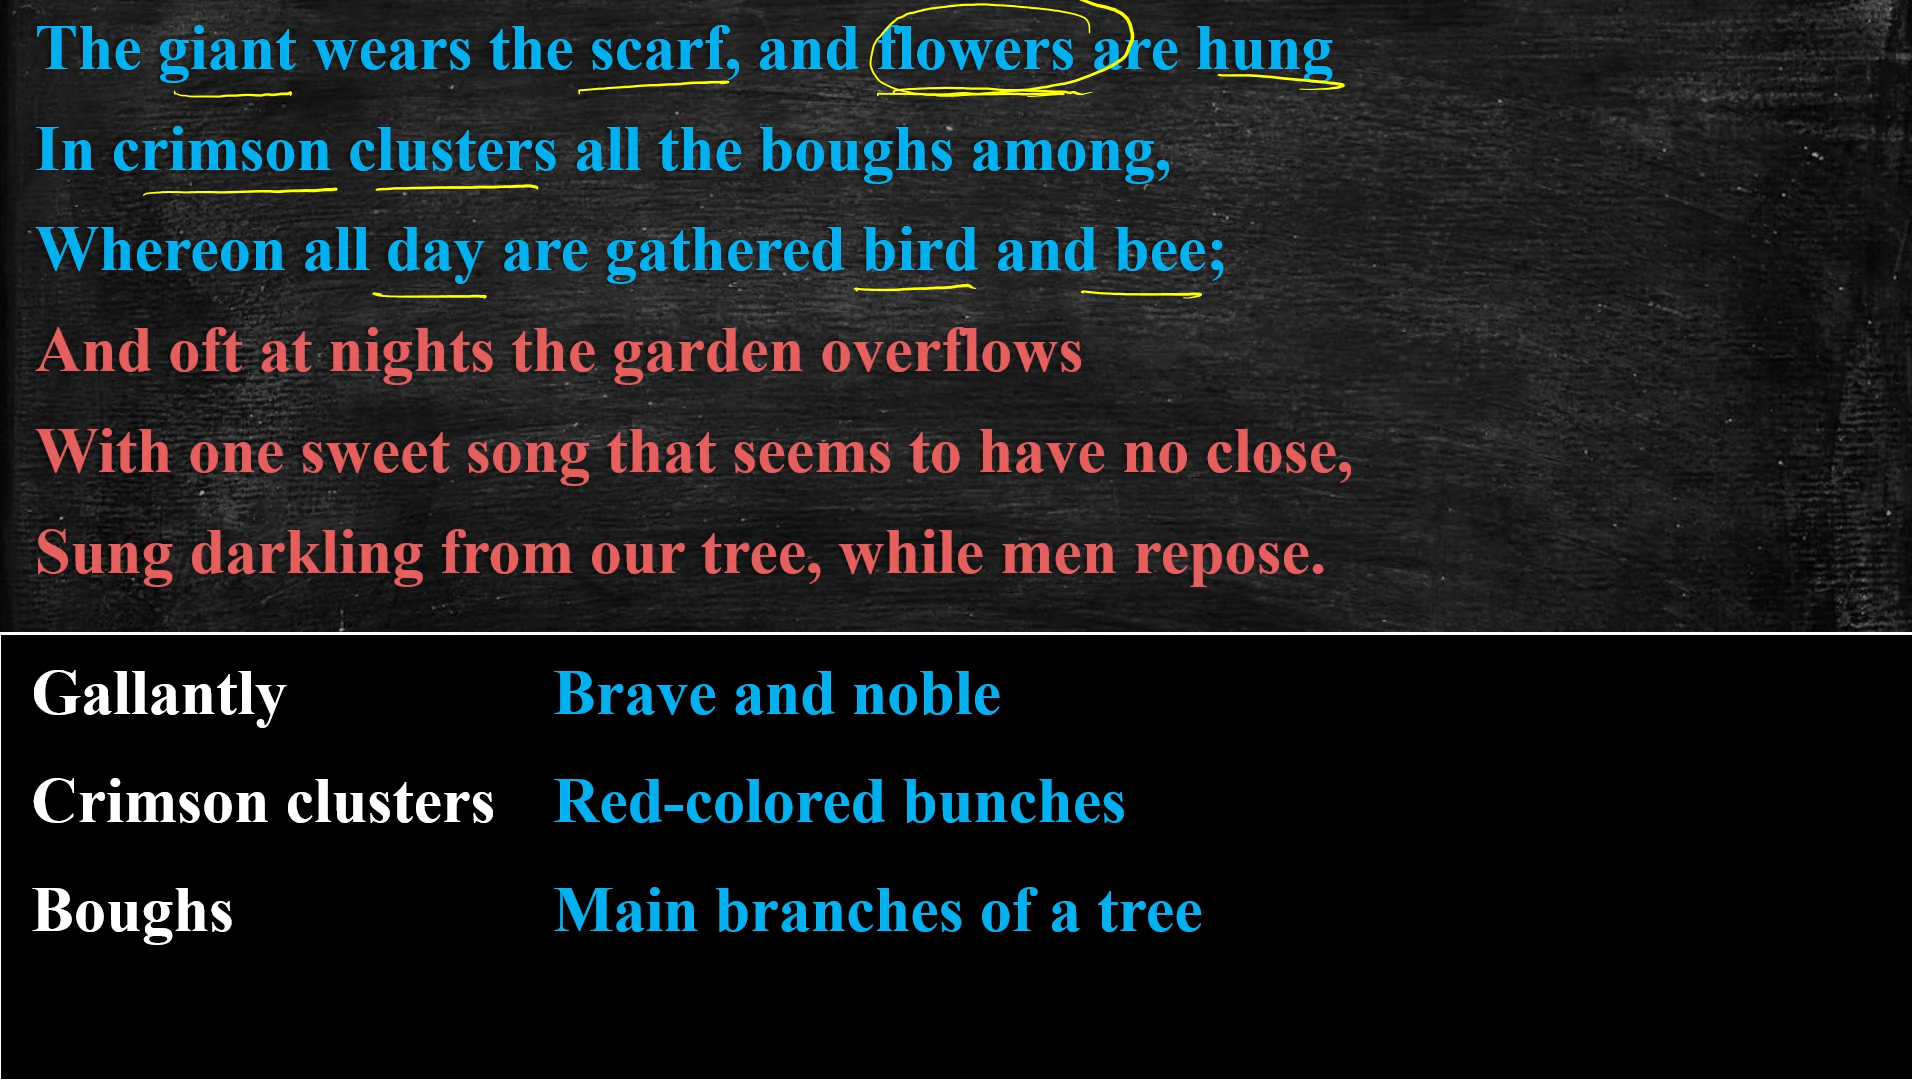 The giant wears the scarf, and flowers are hung
In crimson clusters all the boughs among,
Whereon all day are gathered bird and bee;
And oft at nights the garden overflows
With one sweet song that seems to have no close,
Sung darkling from our tree, while men repose.
Gallantly Brave and noble
Crimson clusters Red-colored bunches
Boughs Main branches of a tree